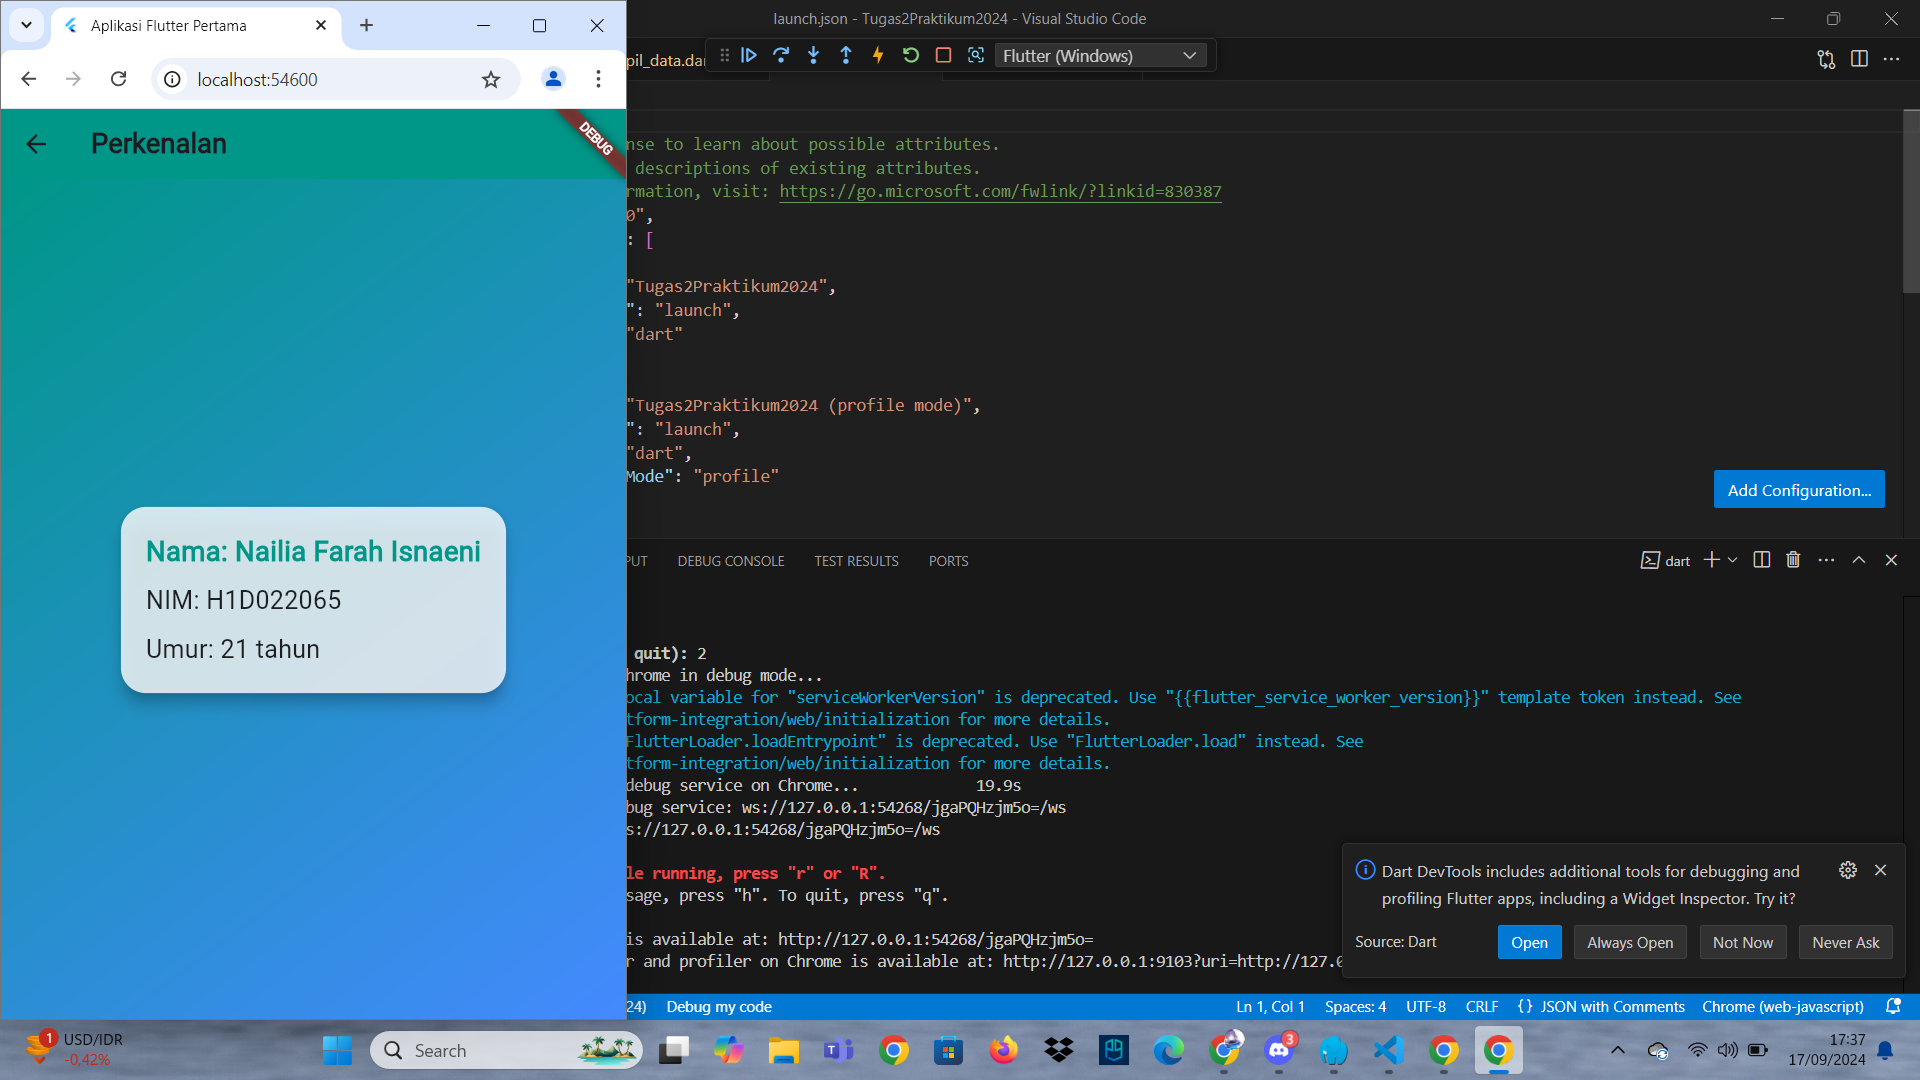 Aplikasi Flutter Pertama
localhost:54600
Perkenalan
DEBUG
Nama: Nailia Farah Isnaeni
NIM: H1D022065
Umur: 21 tahun
launch.json - Tugas2Praktikum2024 - Visual Studio Code
pil_data.dar
Flutter (Windows)
nse to learn about possible attributes.
descriptions of existing attributes.
rmation, visit: https://go.microsoft.com/fwlink/?linkid=830387
0",
: [
"Tugas2Praktikum2024",
": "launch",
"dart"
"Tugas2Praktikum2024 (profile mode)",
": "launch",
"dart",
Mode": "profile"
Add Configuration...
PUT DEBUG CONSOLE TEST RESULTS PORTS
dart
quit): 2
hrome in debug mode...
ocal variable for "serviceWorkerVersion" is deprecated. Use "{{flutter_service_worker_version}}" template token instead. See
tform-integration/web/initialization for more details.
FlutterLoader.loadEntrypoint" is deprecated. Use "FlutterLoader.load" instead. See
tform-integration/web/initialization for more details.
debug service on Chrome... 19.9s
bug service: ws://127.0.0.1:54268/jgaPQHzjm5o=/ws
s://127.0.0.1:54268/jgaPQHzjm5o=/ws
le running, press "r" or "R".
sage, press "h". To quit, press "q".
is available at: http://127.0.0.1:54268/jgaPQHzjm5o=
r and profiler on Chrome is available at: http://127.0.0.1:9103?uri=http://127.0
Dart DevTools includes additional tools for debugging and
profiling Flutter apps, including a Widget Inspector. Try it?
Source: Dart
Open
Always Open
Not Now
Never Ask
24) Debug my code
Ln 1, Col 1 Spaces: 4 UTF-8 CRLF {} JSON with Comments Chrome (web-javascript)
1
USD/IDR
-0,42%
Search
3
17:37
17/09/2024